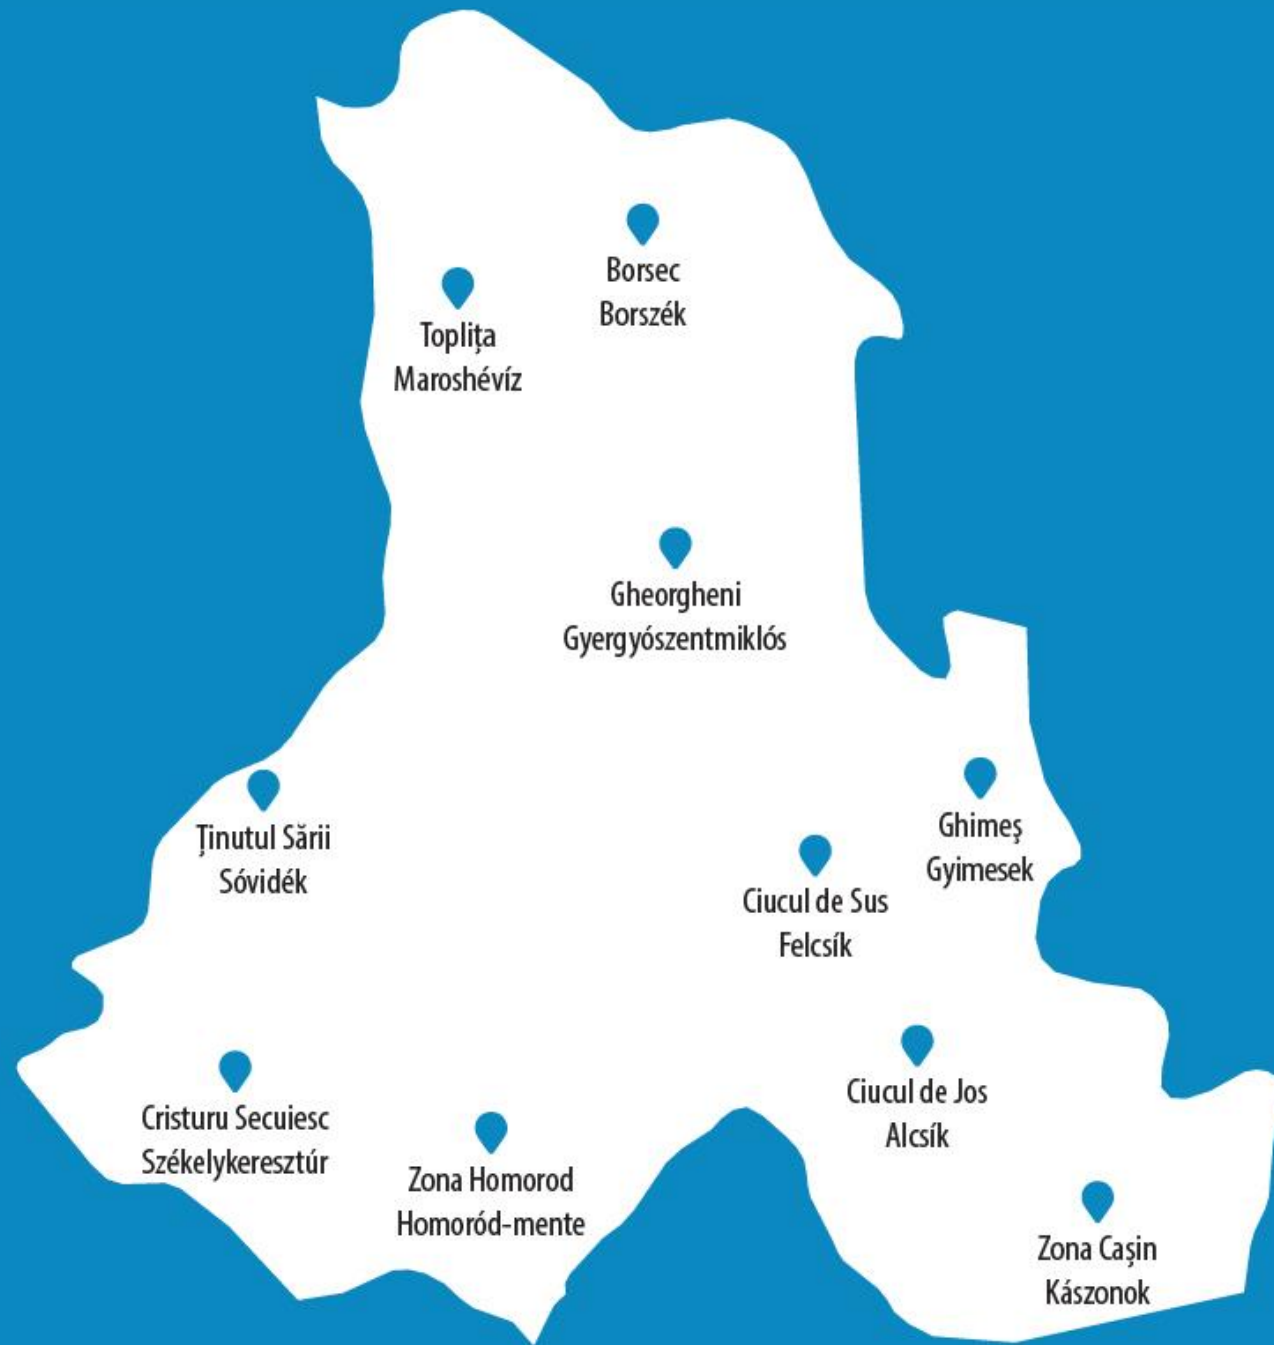 Borsec
Borszék
Toplița
Maroshévíz
Gheorgheni
Gyergyószentmiklós
Ținutul Sării
Sóvidék
Ghimeş
Gyimesek
Ciucul de Sus
Felcsík
Ciucul de Jos
Alcsík
Cristuru Secuiesc
Székelykeresztúr
Zona Homorod
Homoród-mente
Zona Cașin
Kászonok